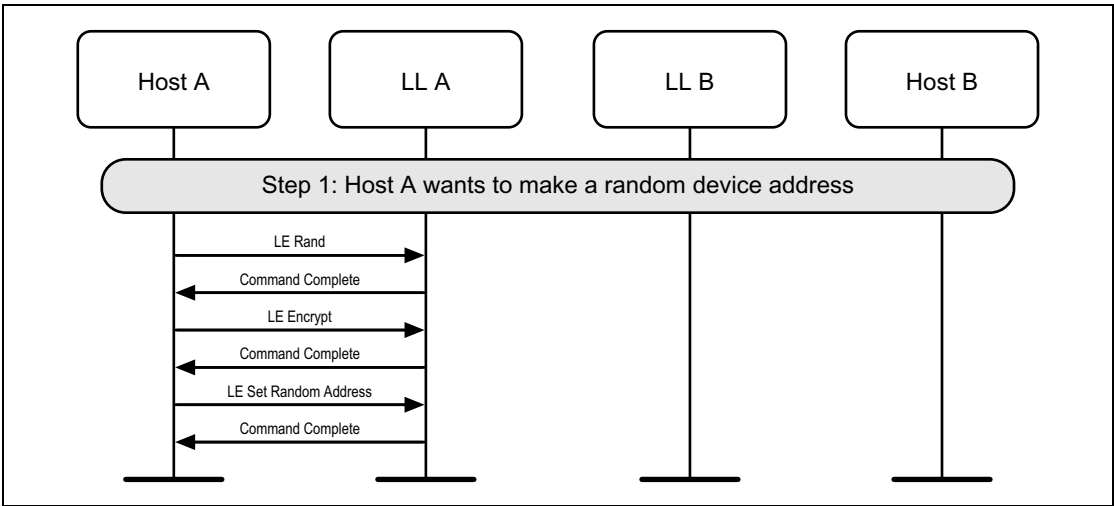 Host A
LL A
LL B
Host B
Step 1: Host A wants to make a random device address
LE Rand
Command Complete
LE Encrypt
Command Complete
LE Set Random Address
Command Complete